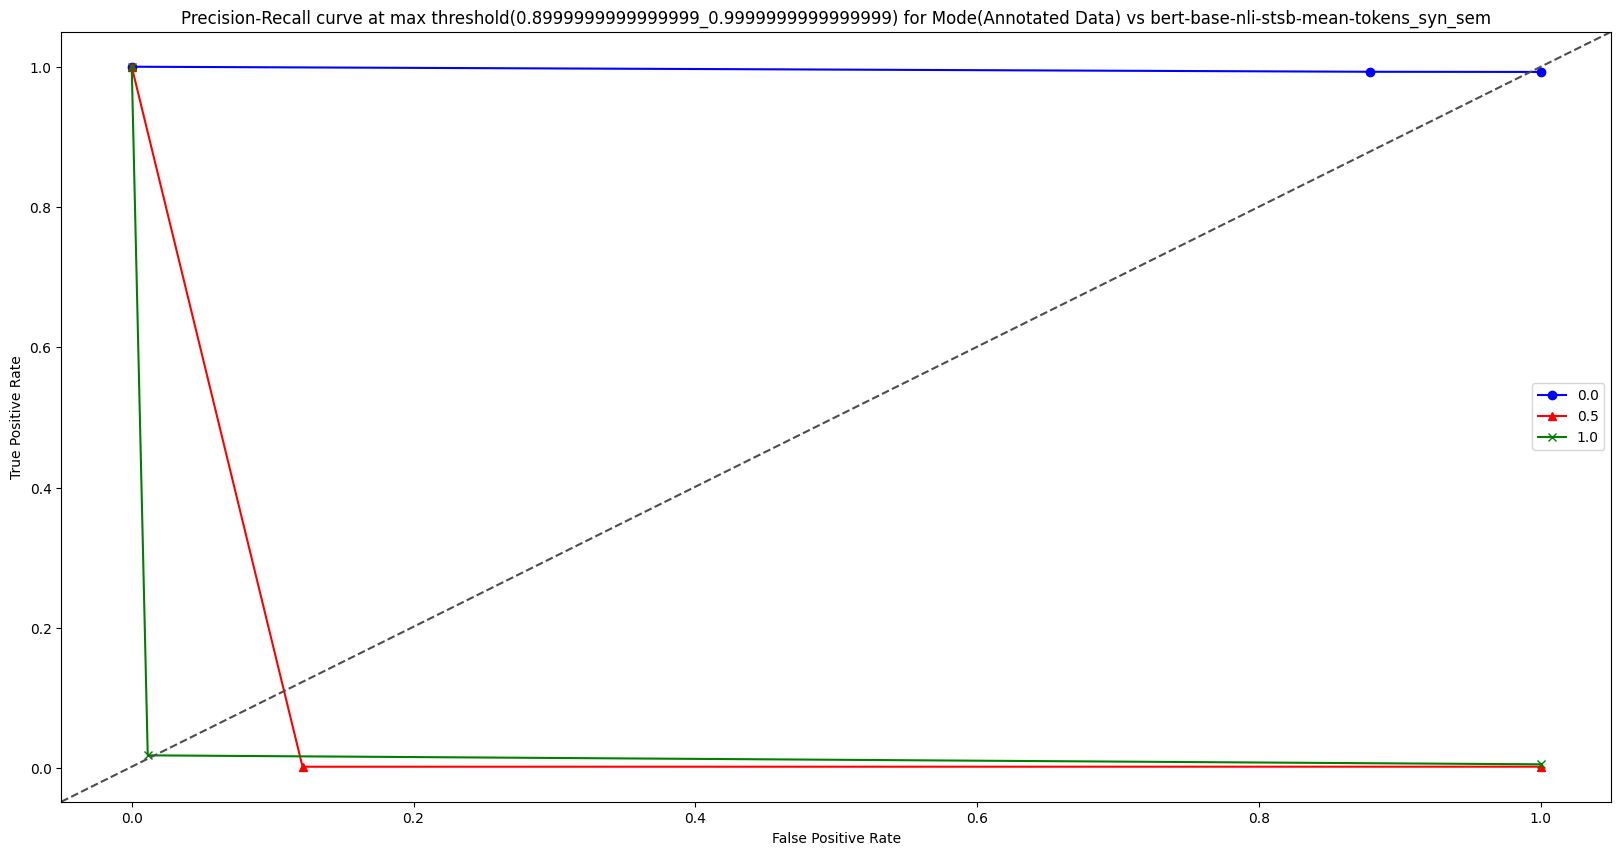 Precision-Recall curve at max threshold(0.8999999999999999_0.9999999999999999) for Mode(Annotated Data) vs bert-base-nli-stsb-mean-tokens_syn_sem
1.0
0.8
0.6
0.4
0.2
0.0
True Positive Rate
0.0
0.5
1.0
0.0 0.2 0.4 0.6 0.8 1.0
False Positive Rate